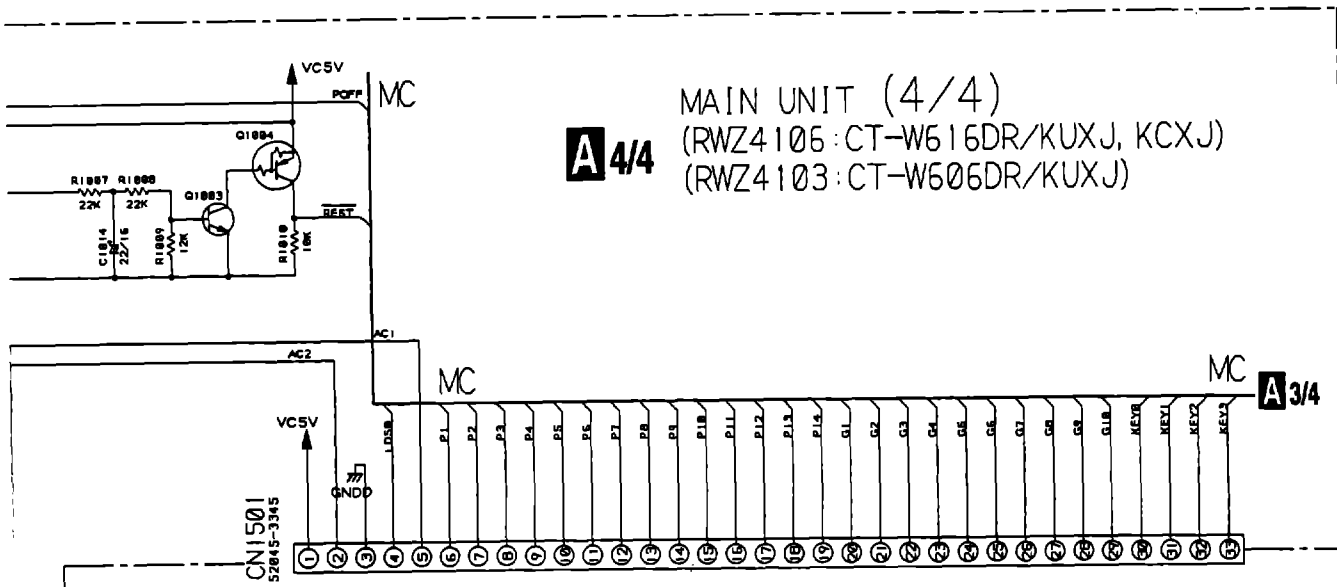 VC5V
MC
POFF
MAIN UNIT (4/4)
A 4/4
(RWZ4106:CT-W616DR/KUXJ, KCXJ)
(RWZ4103:CT-W606DR/KUXJ)
Q1004
R1007 R1008
22K 22K
Q1003
REST
C1014
22/16
R1009
12K
R1010
10K
AC1
AC2
MC
MC
A 3/4
VC5V
GNDD
P1
P2
P3
P4
P5
P6
P7
P8
P9
P10
P11
P12
P13
P14
G1
G2
G3
G4
G5
G6
G7
G8
G9
G10
KEY0
KEY1
KEY2
KEY3
CN1501
52045-3345
1 2 3 4 5 6 7 8 9 10 11 12 13 14 15 16 17 18 19 20 21 22 23 24 25 26 27 28 29 30 31 32 33